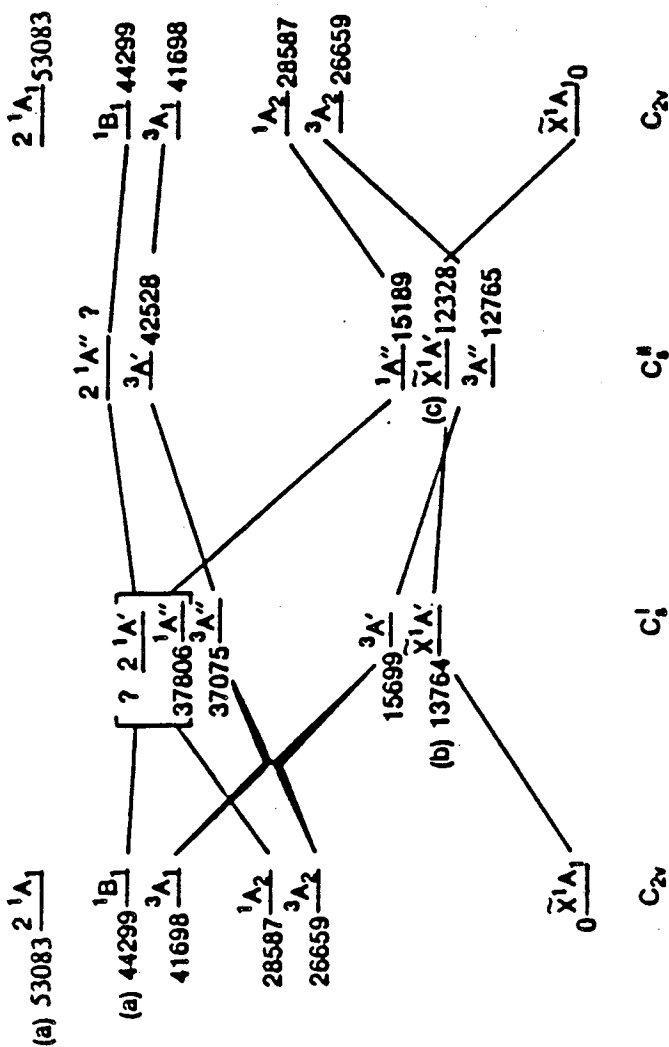 (a) 53083 2 ¹A₁
(a) 44299 ¹B₁
41698 ³A₁
28587 ¹A₂
26659 ³A₂
0 X̃¹A₁
C₂ᵥ
? 2 ¹A′
37806 ¹A″
37075 ³A″
15699 ³A′
(b) 13764 X̃¹A′
Cₛᴵ
2 ¹A″ ?
³A′ 42528
¹A″ 15189
(c) X̃¹A′ 12328
³A″ 12765
Cₛᴵᴵ
2 ¹A₁ 53083
¹B₁ 44299
³A₁ 41698
¹A₂ 28587
³A₂ 26659
X̃¹A₁ 0
C₂ᵥ